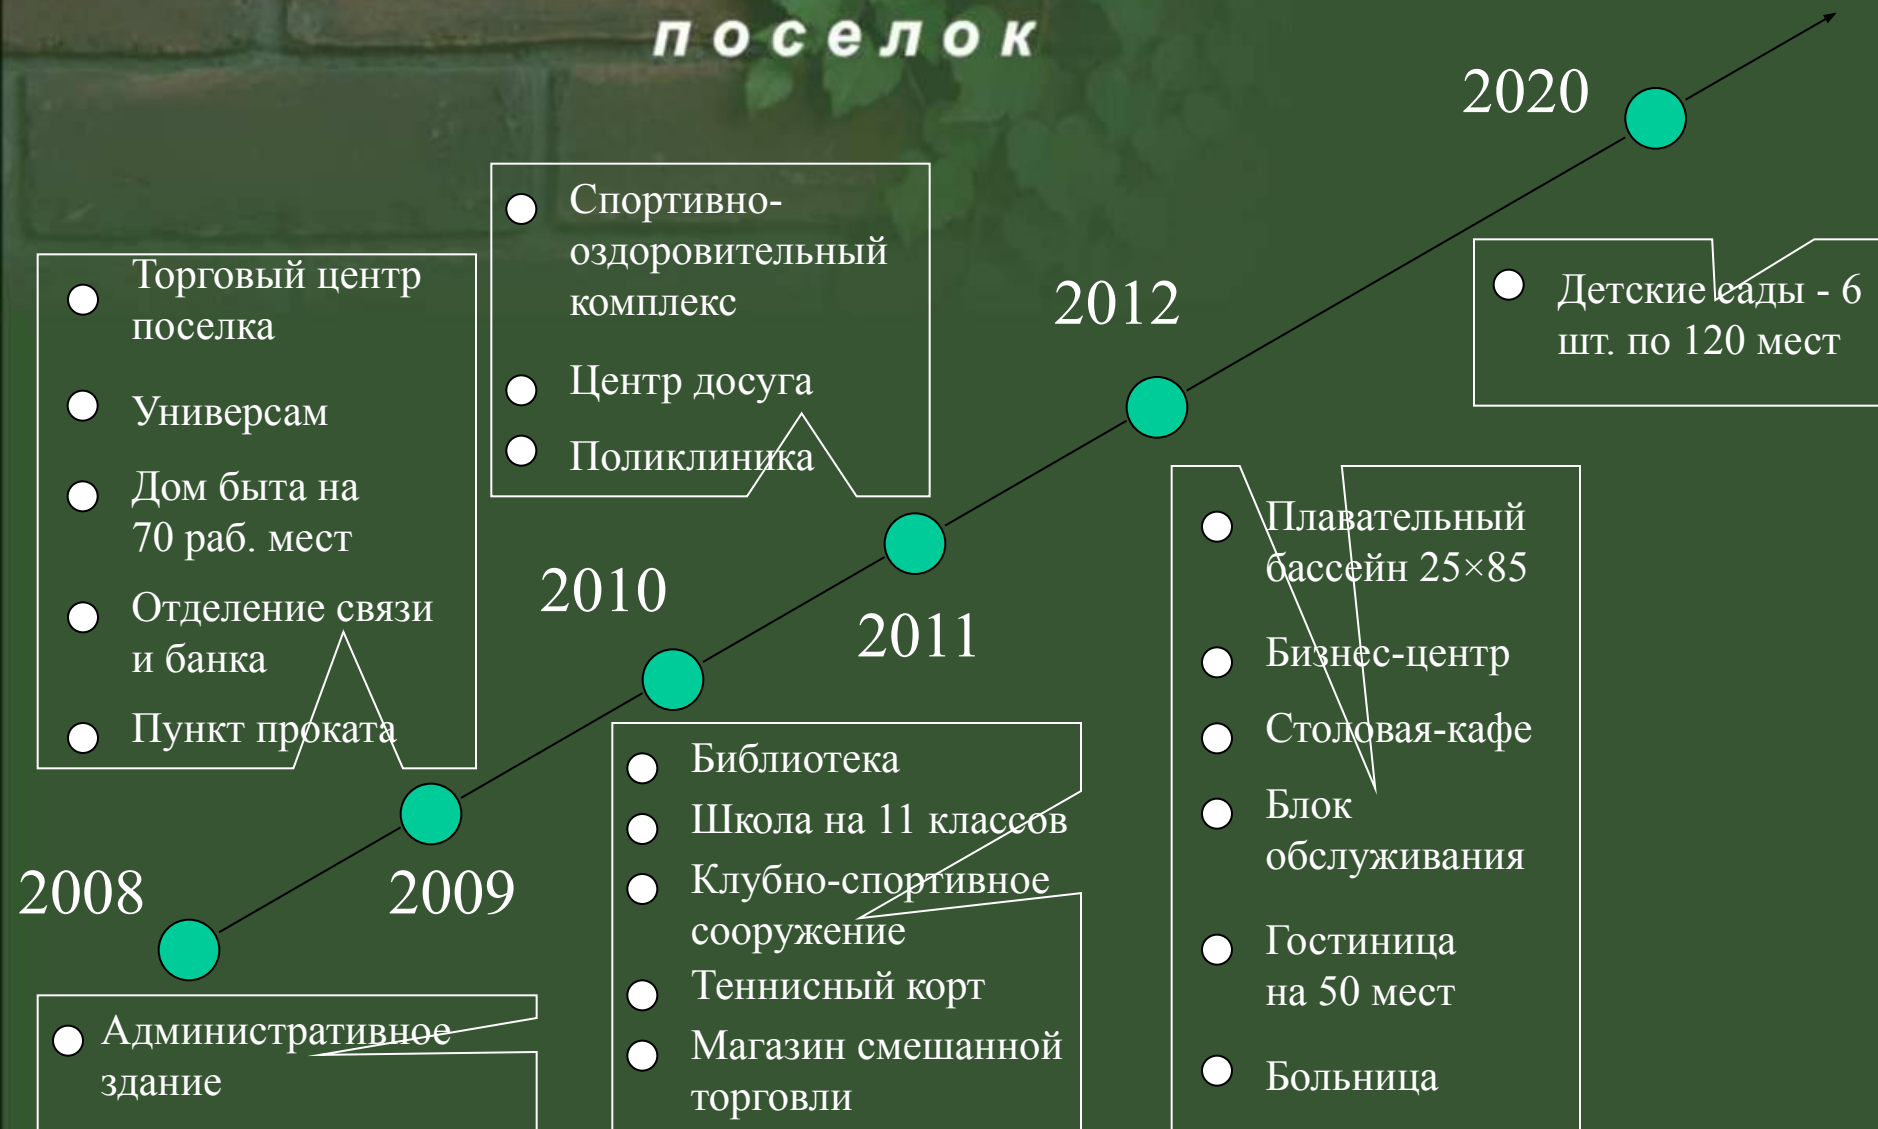 поселок
2020
Спортивно-
оздоровительный
комплекс
Центр досуга
Поликлиника
Торговый центр
поселка
Универсам
Дом быта на
70 раб. мест
Отделение связи
и банка
Пункт проката
2012
Детские сады - 6
шт. по 120 мест
2010
2011
Плавательный
бассейн 25×85
Бизнес-центр
Столовая-кафе
Блок
обслуживания
Гостиница
на 50 мест
Больница
2008
2009
Библиотека
Школа на 11 классов
Клубно-спортивное
сооружение
Теннисный корт
Магазин смешанной
торговли
Административное
здание